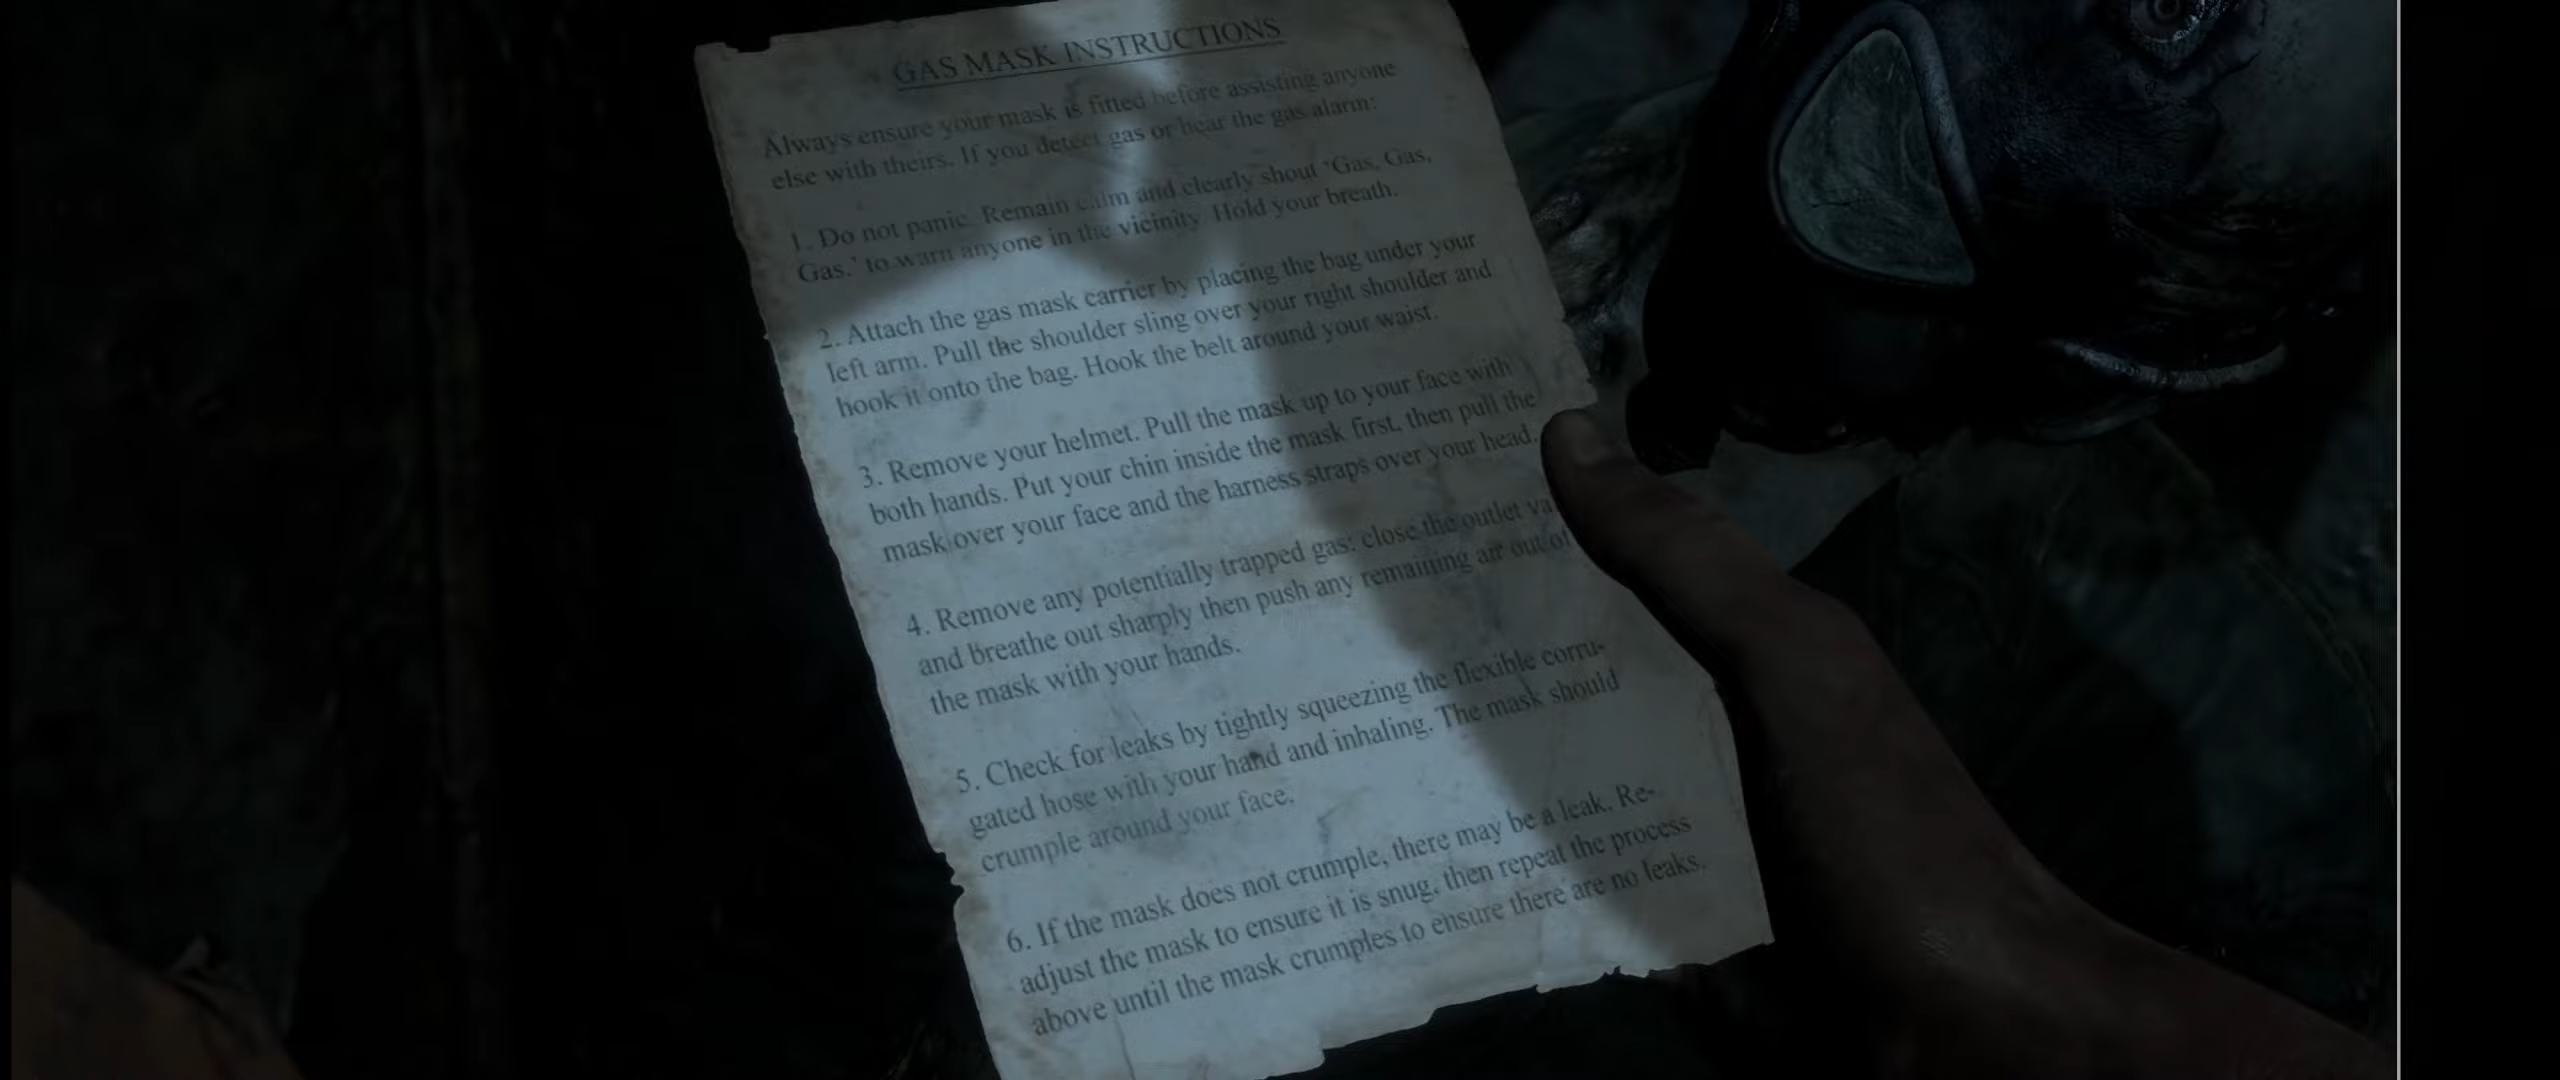 GAS MASK INSTRUCTIONS
Always ensure your mask is fitted before assisting anyone
else with theirs. If you detect gas or hear the gas alarm:
1. Do not panic. Remain calm and clearly shout 'Gas, Gas,
Gas.' to warn anyone in the vicinity. Hold your breath.
2. Attach the gas mask carrier by placing the bag under your
left arm. Pull the shoulder sling over your right shoulder and
hook it onto the bag. Hook the belt around your waist.
3. Remove your helmet. Pull the mask up to your face with
both hands. Put your chin inside the mask first, then pull the
mask over your face and the harness straps over your head.
4. Remove any potentially trapped gas: close the outlet va
and breathe out sharply then push any remaining air out of
the mask with your hands.
5. Check for leaks by tightly squeezing the flexible corru-
gated hose with your hand and inhaling. The mask should
crumple around your face.
6. If the mask does not crumple, there may be a leak. Re-
adjust the mask to ensure it is snug, then repeat the process
above until the mask crumples to ensure there are no leaks.